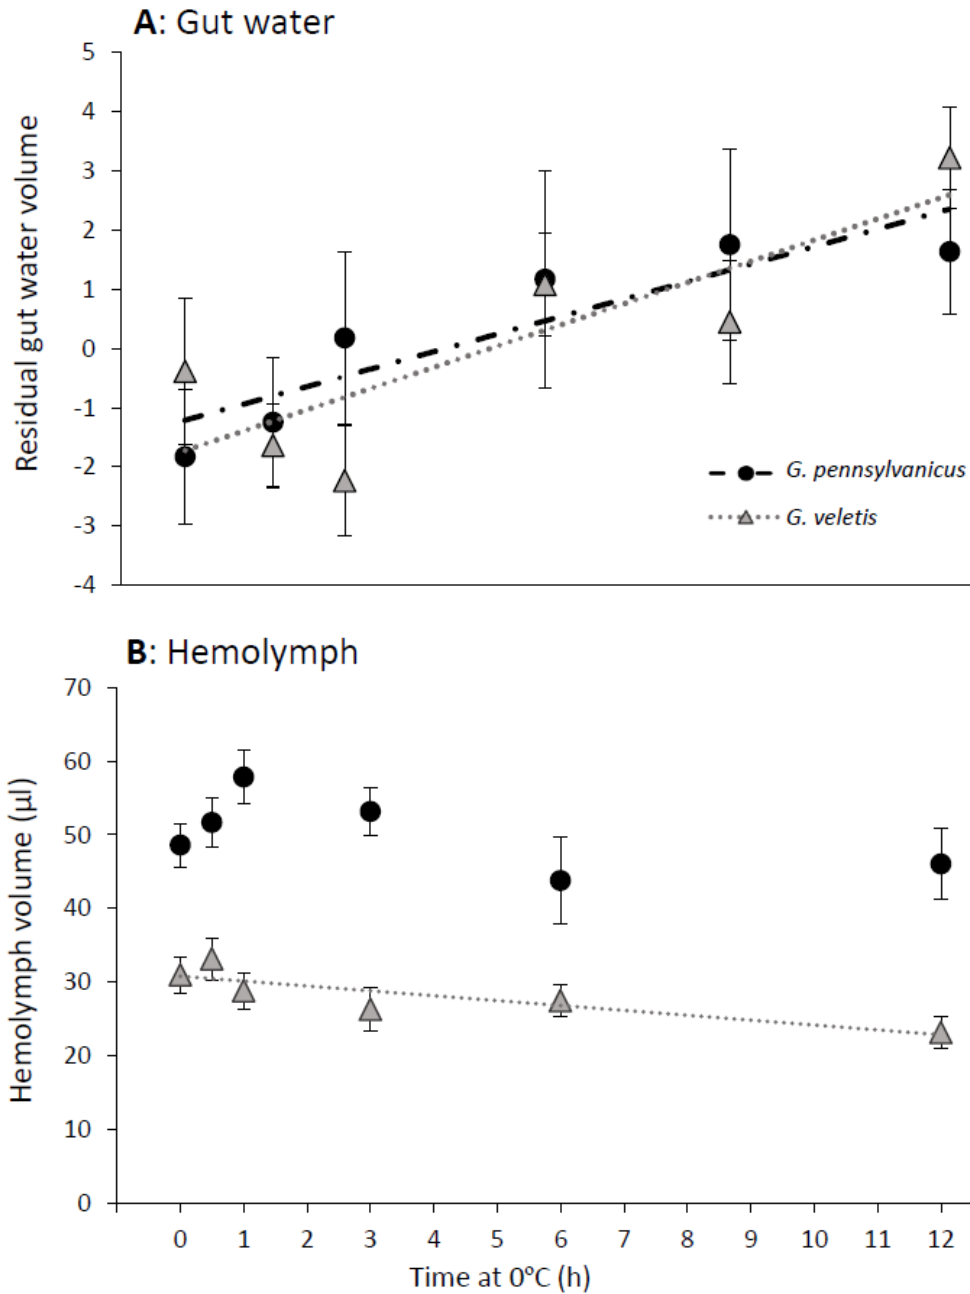 A: Gut water
5
4
3
2
1
0
-1
-2
-3
-4
Residual gut water volume
G. pennsylvanicus
G. veletis
B: Hemolymph
70
60
50
40
30
20
10
0
Hemolymph volume (µl)
0 1 2 3 4 5 6 7 8 9 10 11 12
Time at 0°C (h)